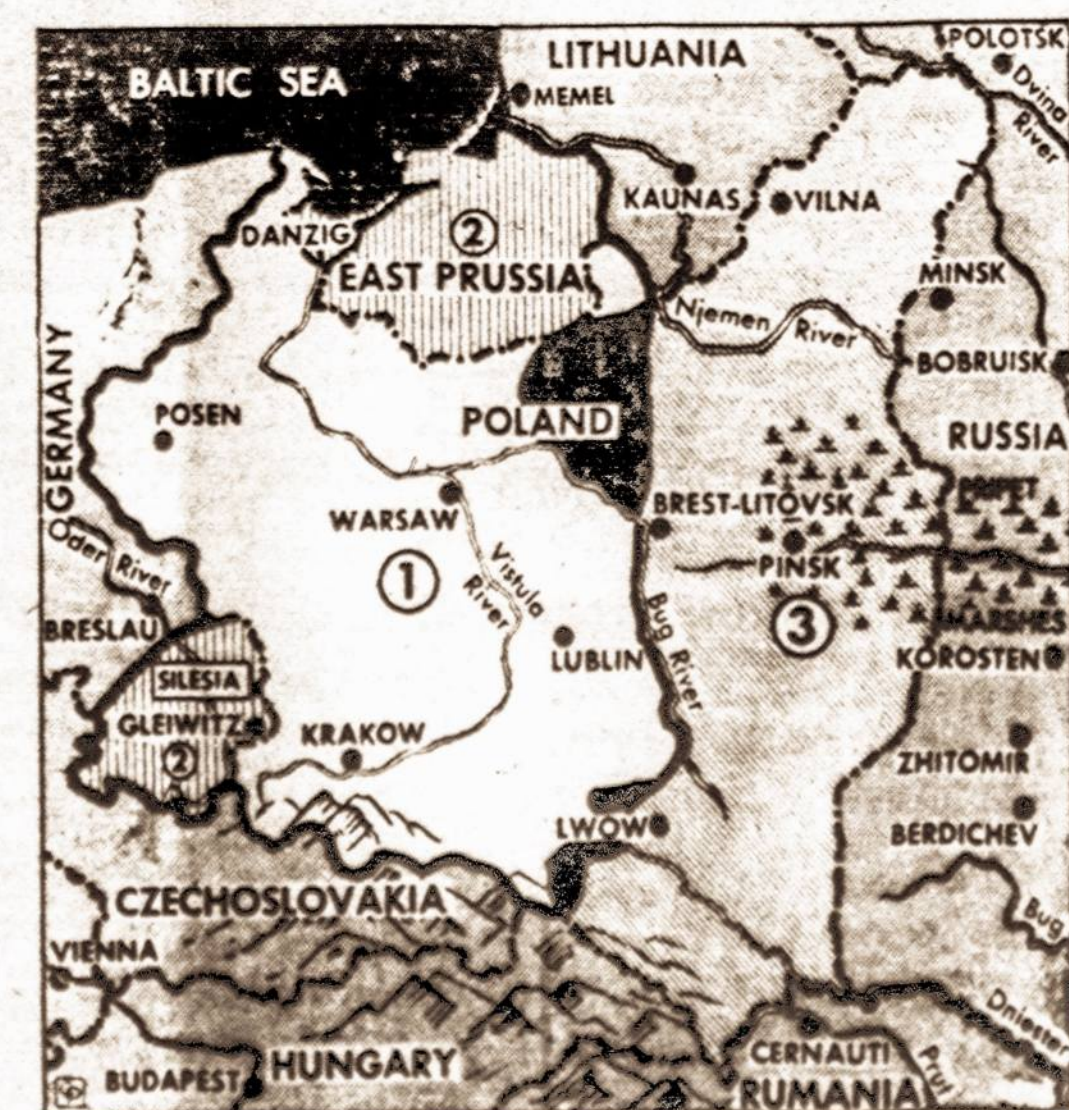 BALTIC SEA
LITHUANIA
POLOTSK
MEMEL
Dvina
River
KAUNAS
VILNA
DANZIG
2
EAST PRUSSIA
MINSK
Niemen River
GERMANY
BOBRUISK
POSEN
POLAND
RUSSIA
WARSAW
BREST-LITOVSK
Oder River
1
Vistula
River
PINSK
3
Bug River
MARSHES
BRESLAU
LUBLIN
KOROSTEN
SILESIA
GLEIWITZ
2
KRAKOW
ZHITOMIR
LWOW
BERDICHEV
CZECHOSLOVAKIA
Bug
VIENNA
Dniester
HUNGARY
CERNAUTI
Prut
BUDAPEST
RUMANIA